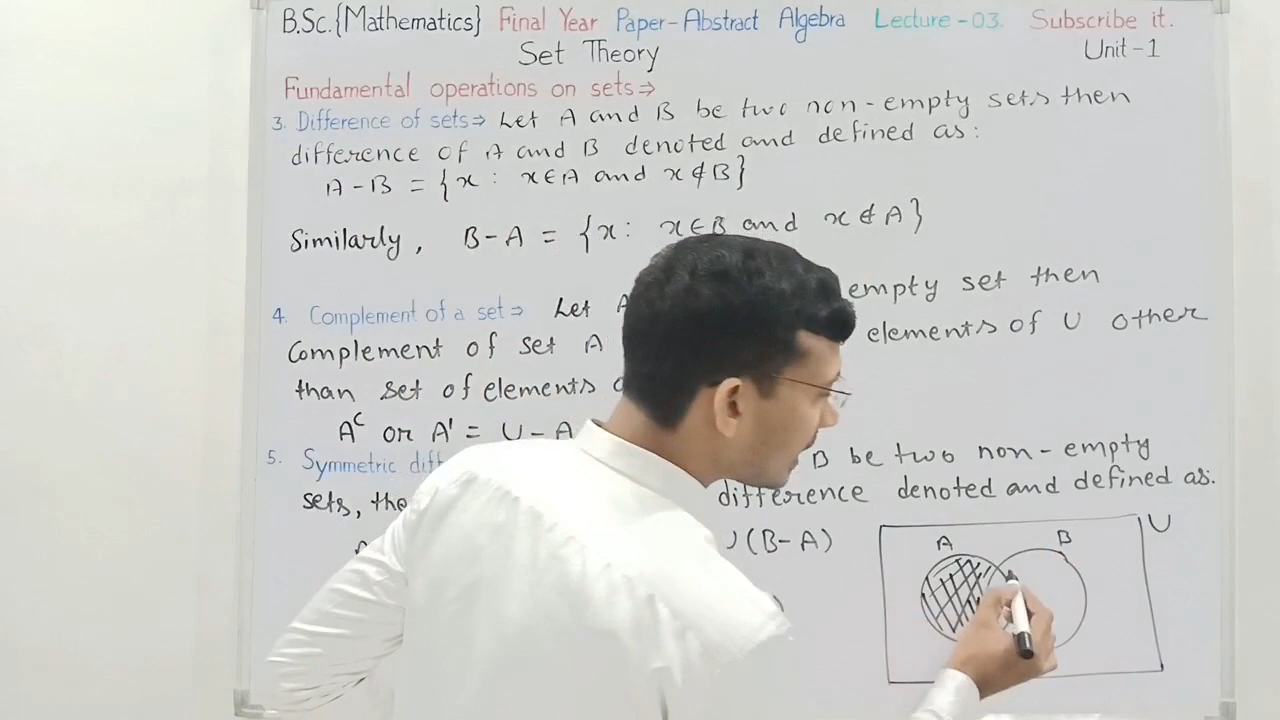 B.Sc.{Mathematics} Final Year Paper-Abstract Algebra Lecture-03. Subscribe it.
Set Theory Unit-1
Fundamental operations on sets⇒
3. Difference of sets⇒ Let A and B be two non-empty sets then
difference of A and B denoted and defined as:
A-B = {x: x∈A and x∉B}
Similarly, B-A = {x: x∈B and x∉A}
4. Complement of a set⇒ Let empty set then
Complement of set A elements of U other
than set of elements
Aᶜ or A' = U-A
5. Symmetric B be two non-empty
sets, difference denoted and defined as:
(B-A)
U
A B